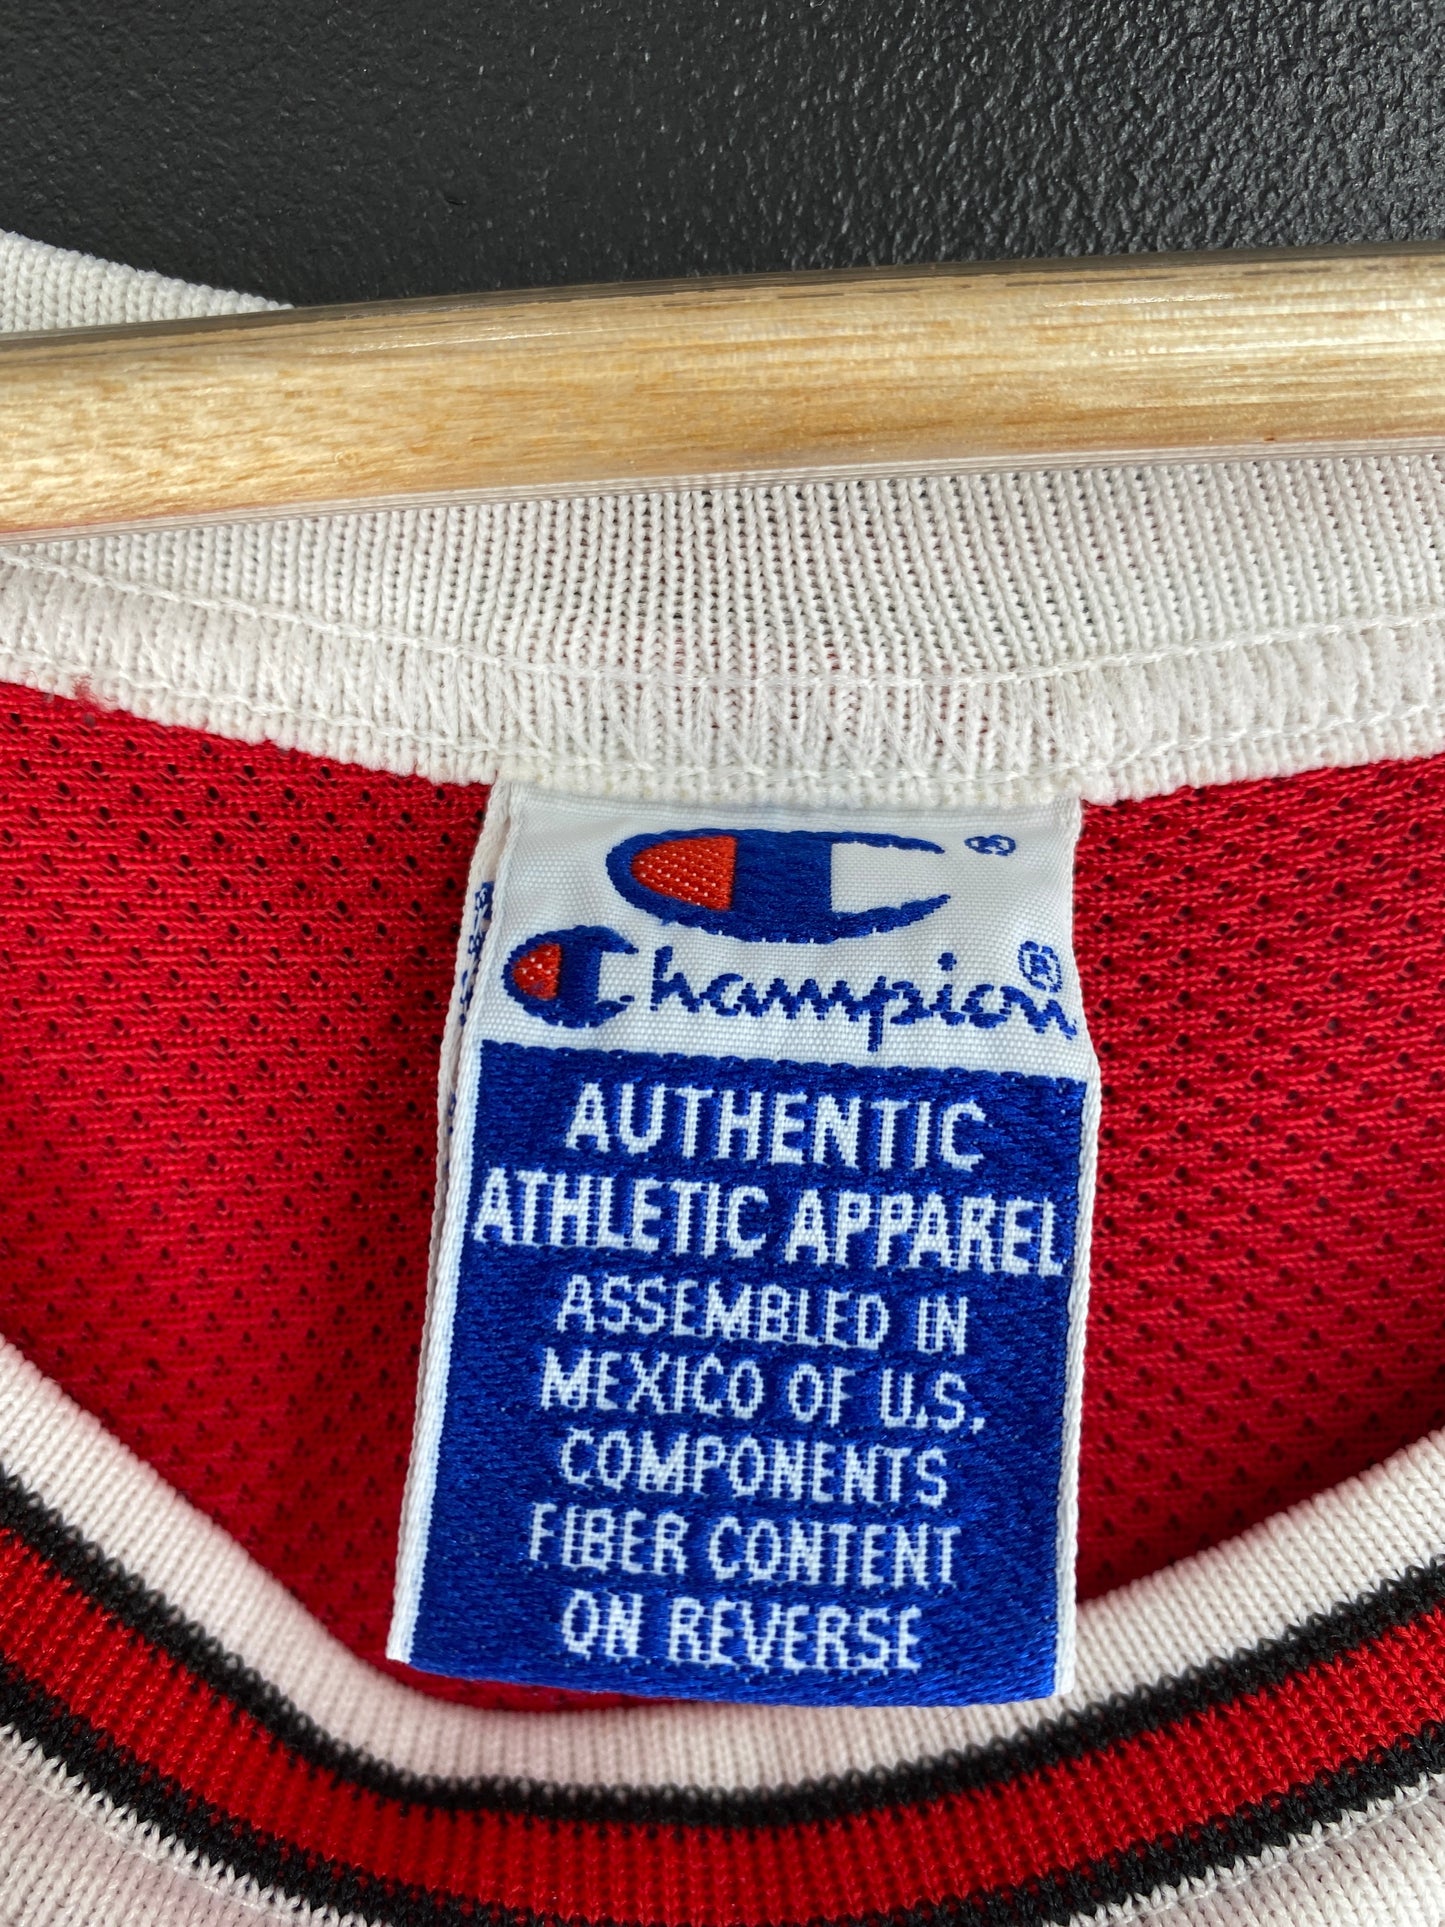 Champion®
AUTHENTIC
ATHLETIC APPAREL
ASSEMBLED IN
MEXICO OF U.S.
COMPONENTS
FIBER CONTENT
ON REVERSE